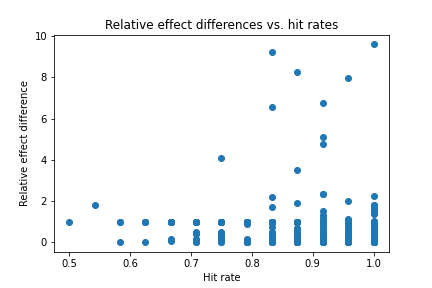 Relative effect differences vs. hit rates
10
8
6
4
2
0
Relative effect difference
0.5 0.6 0.7 0.8 0.9 1.0
Hit rate